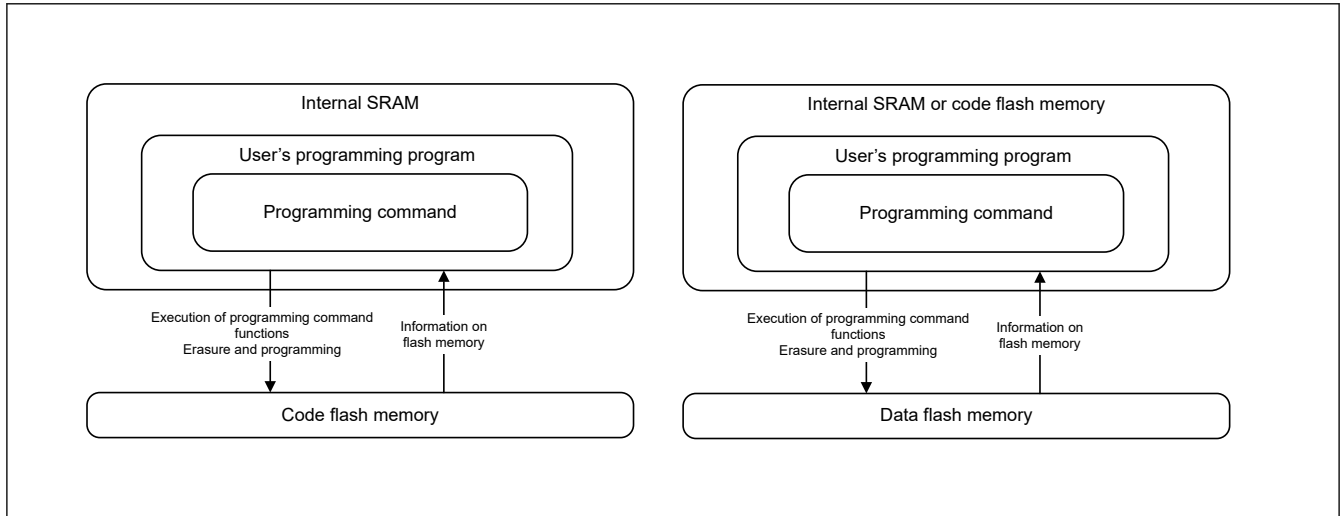 Internal SRAM
User’s programming program
Programming command
Execution of programming command
functions
Erasure and programming
Information on
flash memory
Code flash memory
Internal SRAM or code flash memory
User’s programming program
Programming command
Execution of programming command
functions
Erasure and programming
Information on
flash memory
Data flash memory